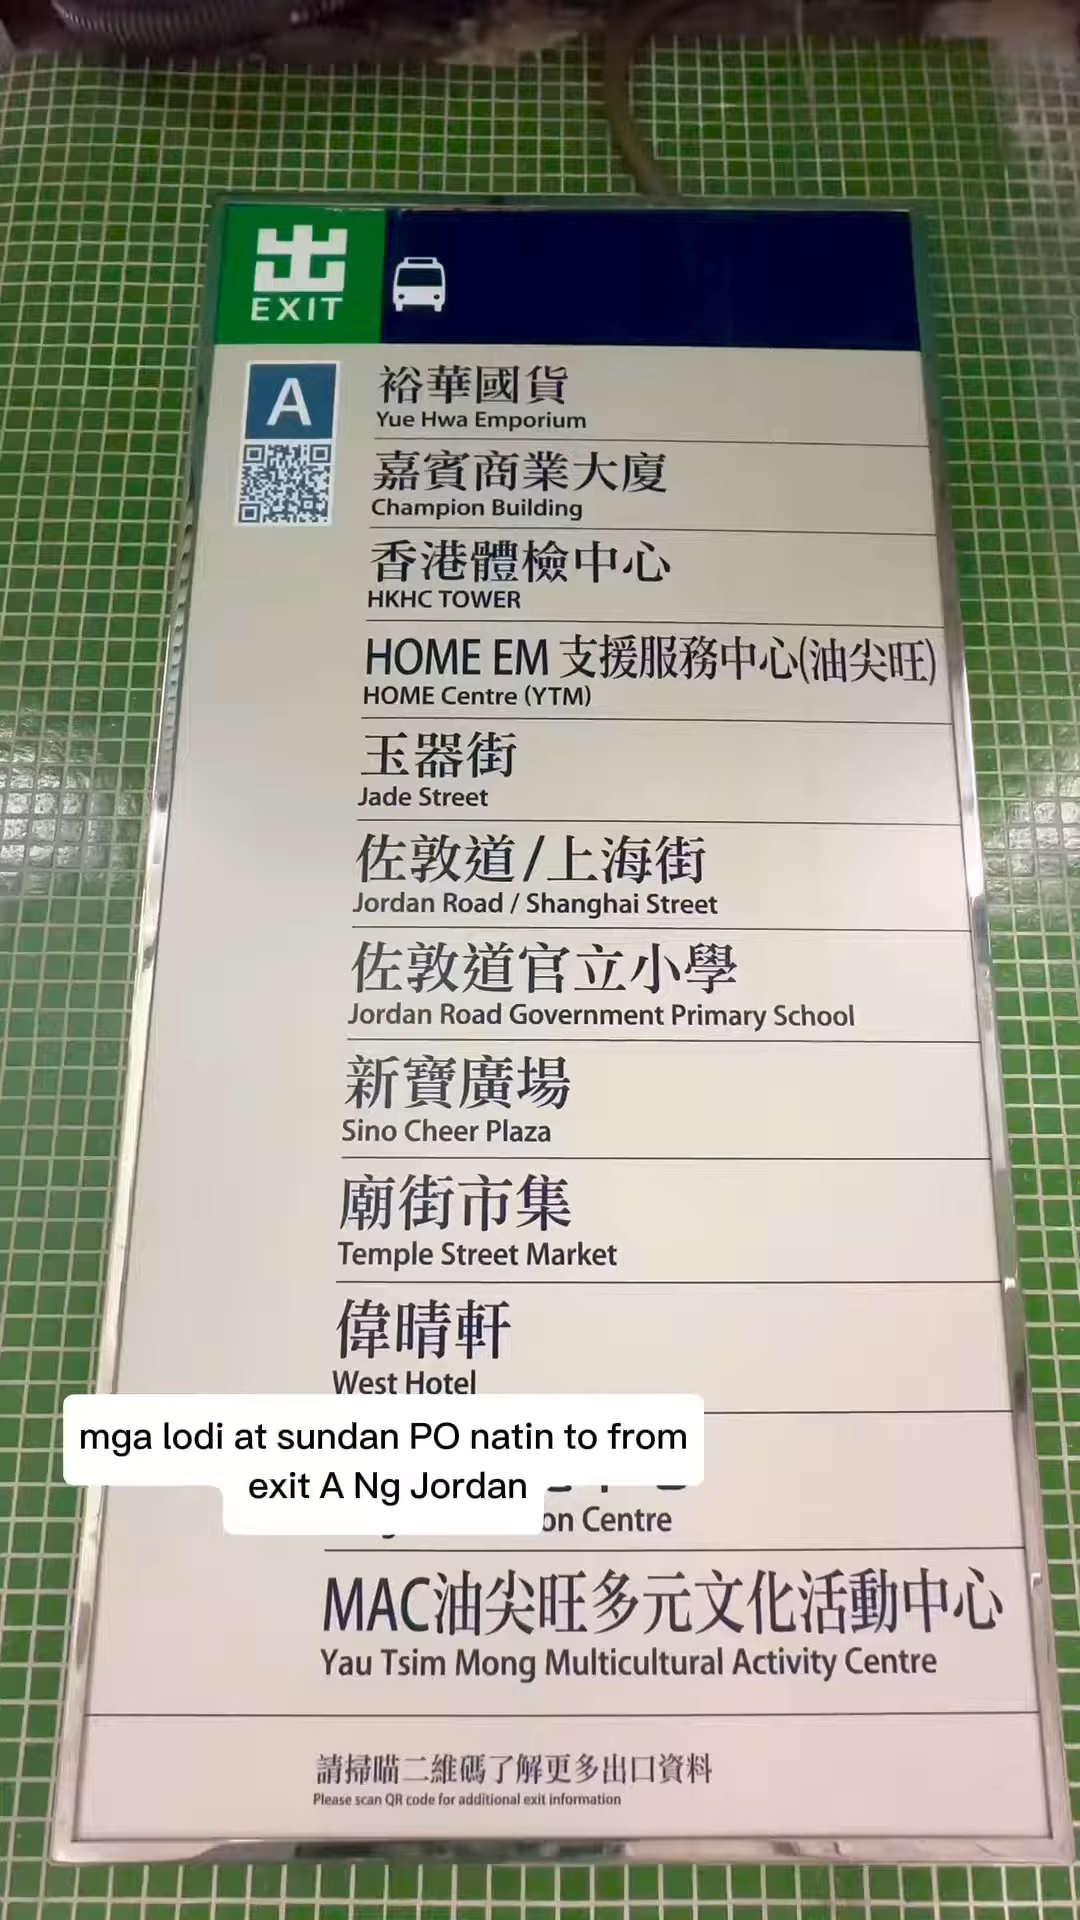 出
EXIT
A
裕華國貨
Yue Hwa Emporium
嘉賓商業大廈
Champion Building
香港體檢中心
HKHC TOWER
HOME EM 支援服務中心(油尖旺)
HOME Centre (YTM)
玉器街
Jade Street
佐敦道/上海街
Jordan Road / Shanghai Street
佐敦道官立小學
Jordan Road Government Primary School
新寶廣場
Sino Cheer Plaza
廟街市集
Temple Street Market
偉晴軒
West Hotel
mga lodi at sundan PO natin to from
exit A Ng Jordan
Centre
MAC油尖旺多元文化活動中心
Yau Tsim Mong Multicultural Activity Centre
請掃瞄二維碼了解更多出口資料
Please scan QR code for additional exit information